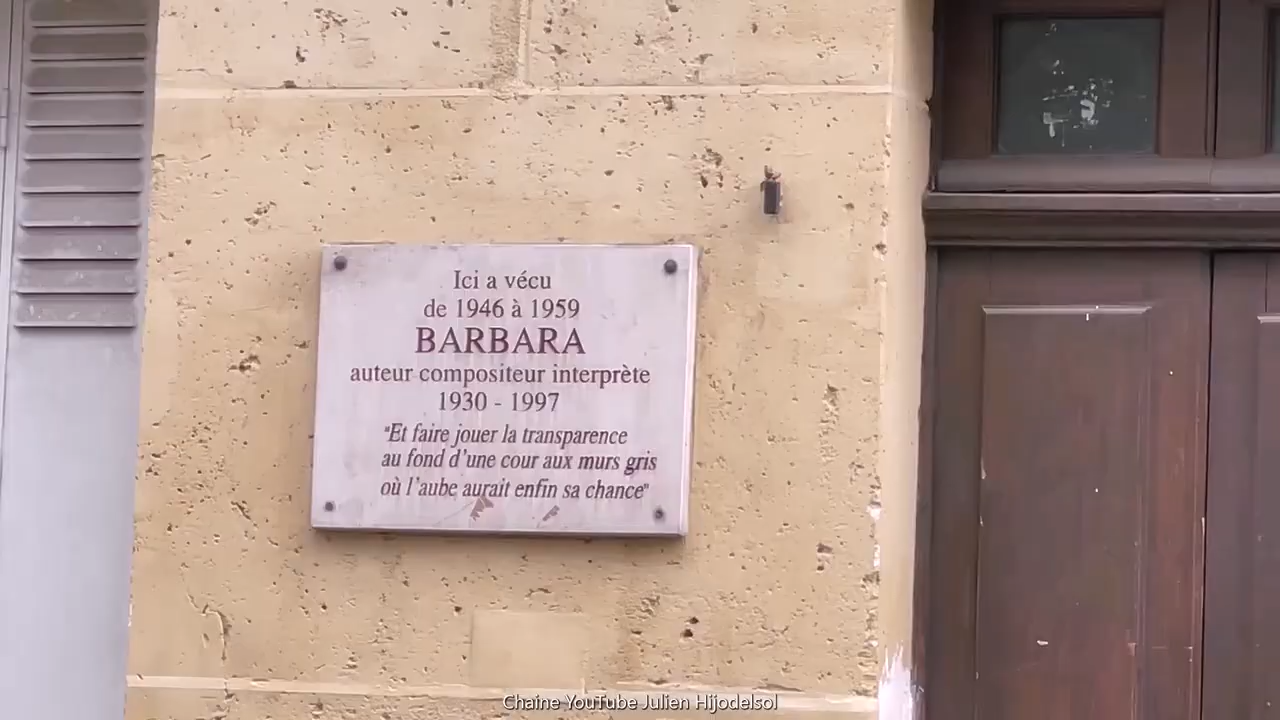 Ici a vécu
de 1946 à 1959
BARBARA
auteur compositeur interprète
1930 - 1997
"Et faire jouer la transparence
au fond d'une cour aux murs gris
où l'aube aurait enfin sa chance"
Chaine YouTube Julien Hijodelsol